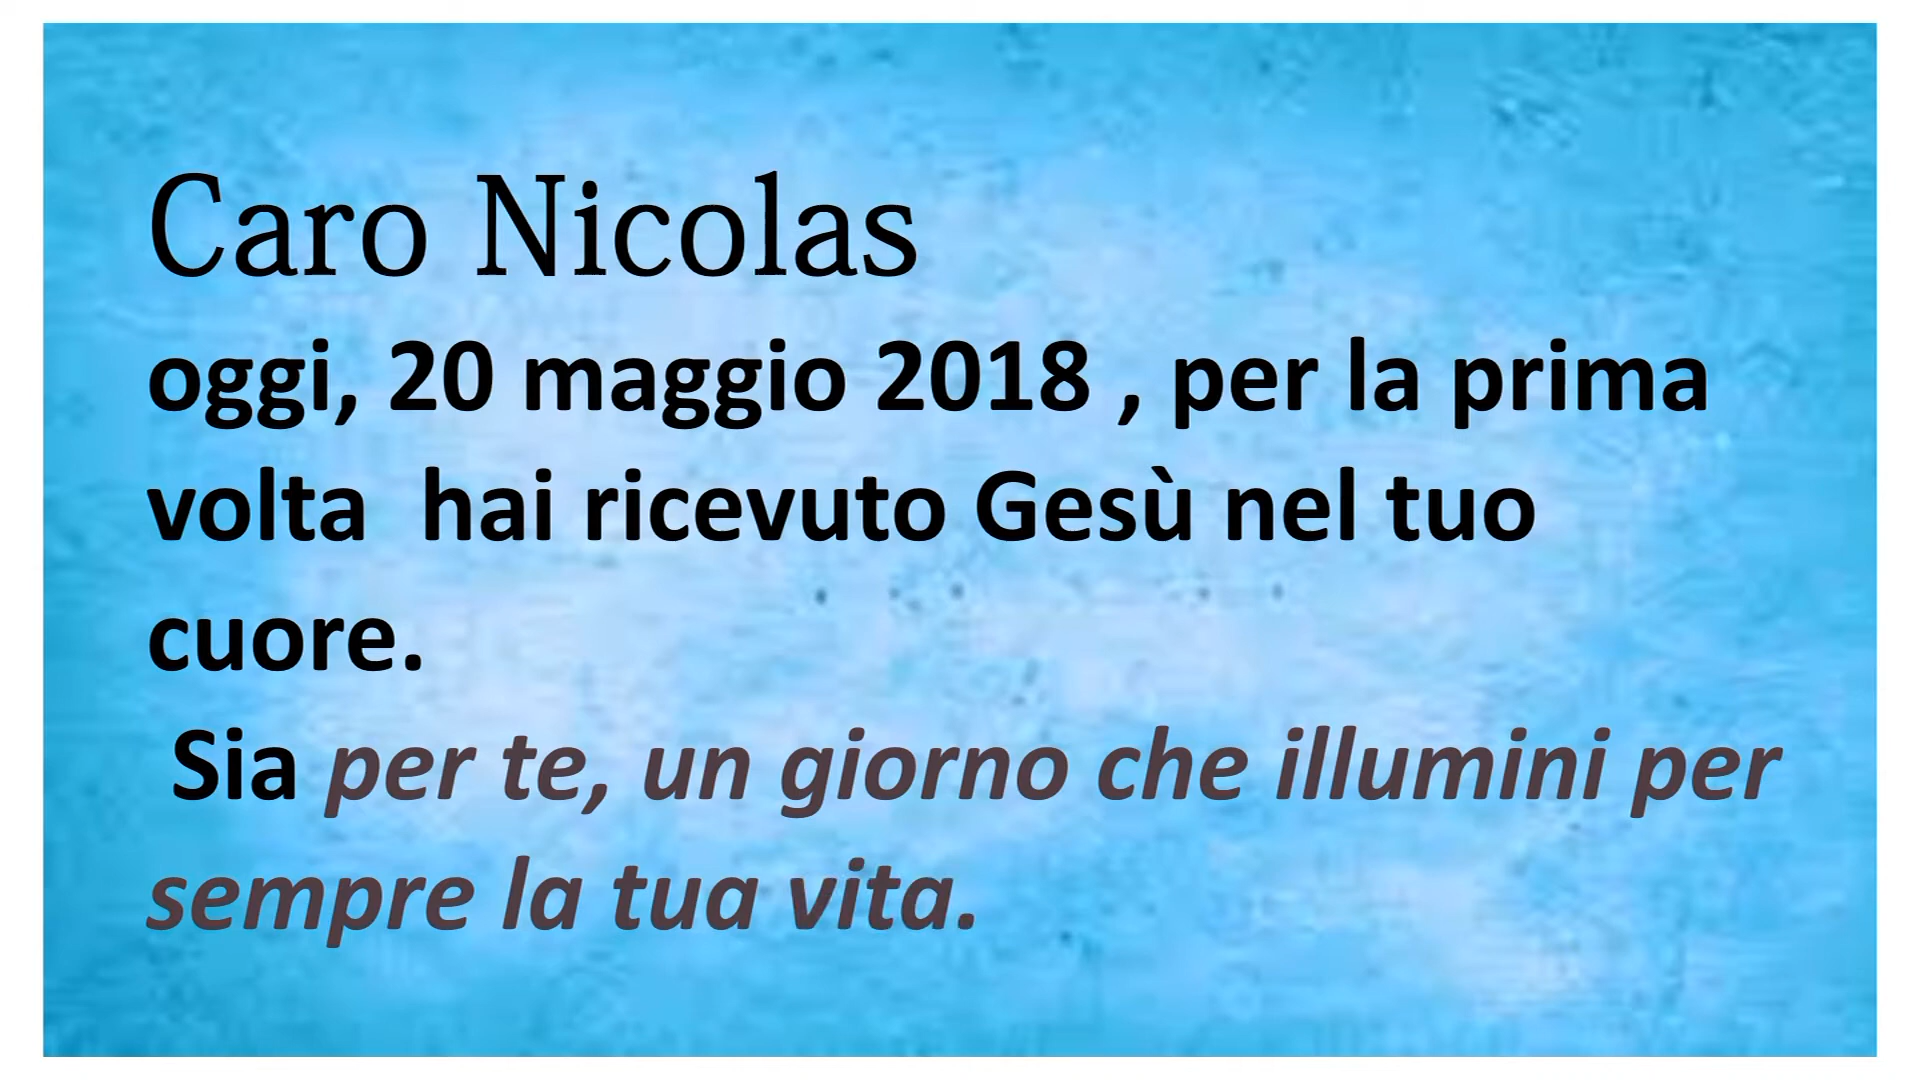 Caro Nicolas
oggi, 20 maggio 2018 , per la prima
volta  hai ricevuto Gesù nel tuo
cuore.
Sia per te, un giorno che illumini per
sempre la tua vita.